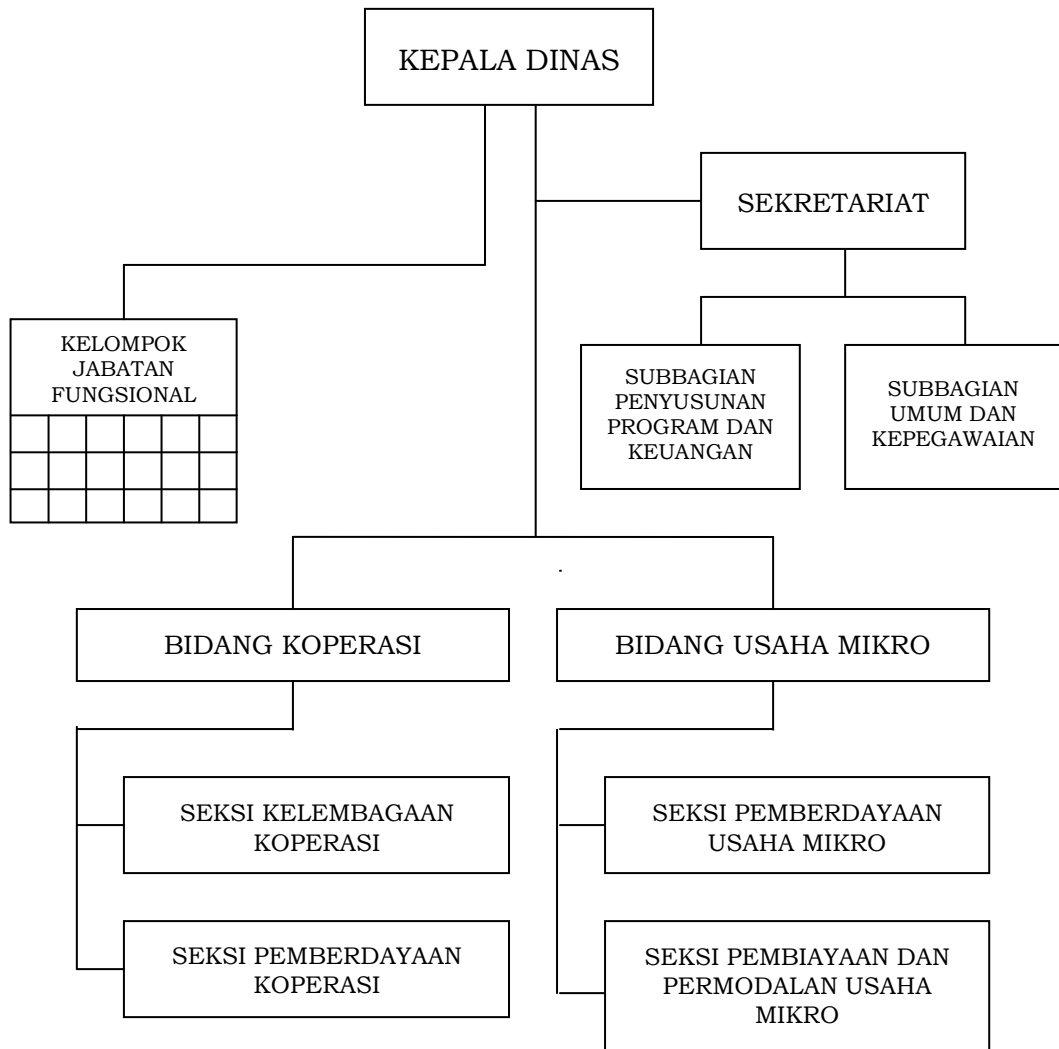 KEPALA DINAS
SEKRETARIAT
KELOMPOK
JABATAN
FUNGSIONAL
SUBBAGIAN
PENYUSUNAN
PROGRAM DAN
KEUANGAN
SUBBAGIAN
UMUM DAN
KEPEGAWAIAN
.
BIDANG KOPERASI
BIDANG USAHA MIKRO
SEKSI KELEMBAGAAN
KOPERASI
SEKSI PEMBERDAYAAN
USAHA MIKRO
SEKSI PEMBERDAYAAN
KOPERASI
SEKSI PEMBIAYAAN DAN
PERMODALAN USAHA
MIKRO